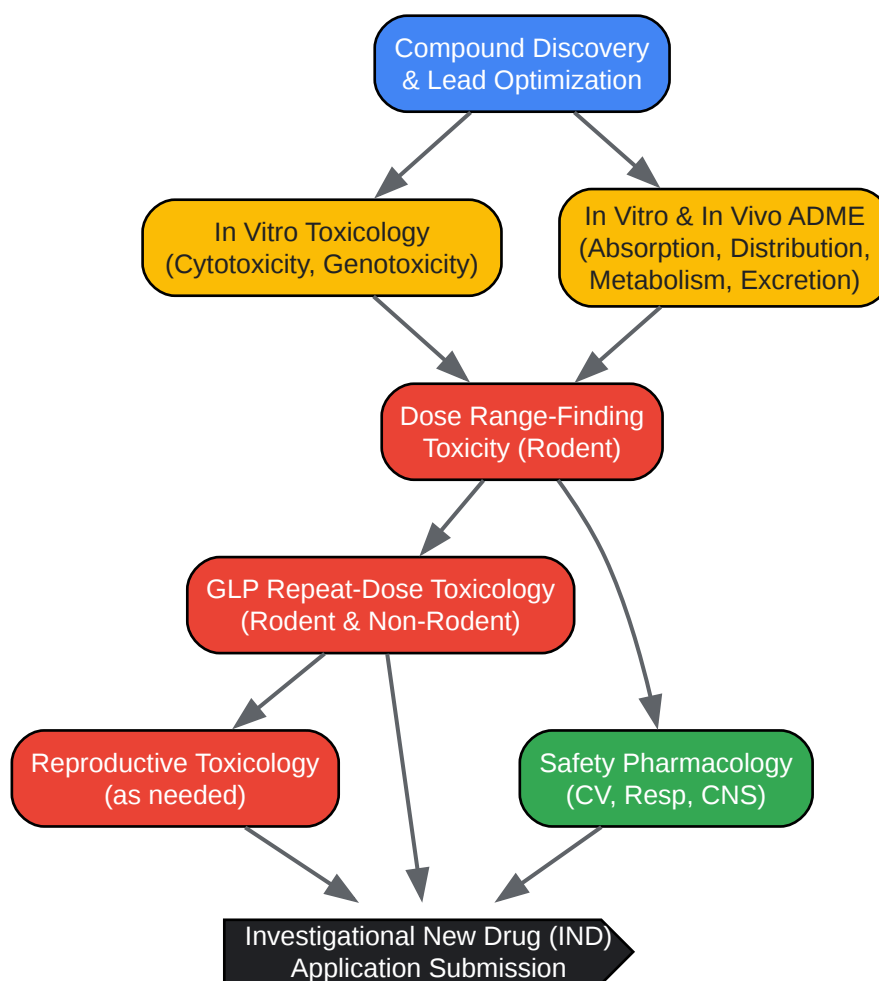 Compound Discovery
& Lead Optimization
In Vitro Toxicology
(Cytotoxicity, Genotoxicity)
In Vitro & In Vivo ADME
(Absorption, Distribution,
Metabolism, Excretion)
Dose Range-Finding
Toxicity (Rodent)
GLP Repeat-Dose Toxicology
(Rodent & Non-Rodent)
Reproductive Toxicology
(as needed)
Safety Pharmacology
(CV, Resp, CNS)
Investigational New Drug (IND)
Application Submission